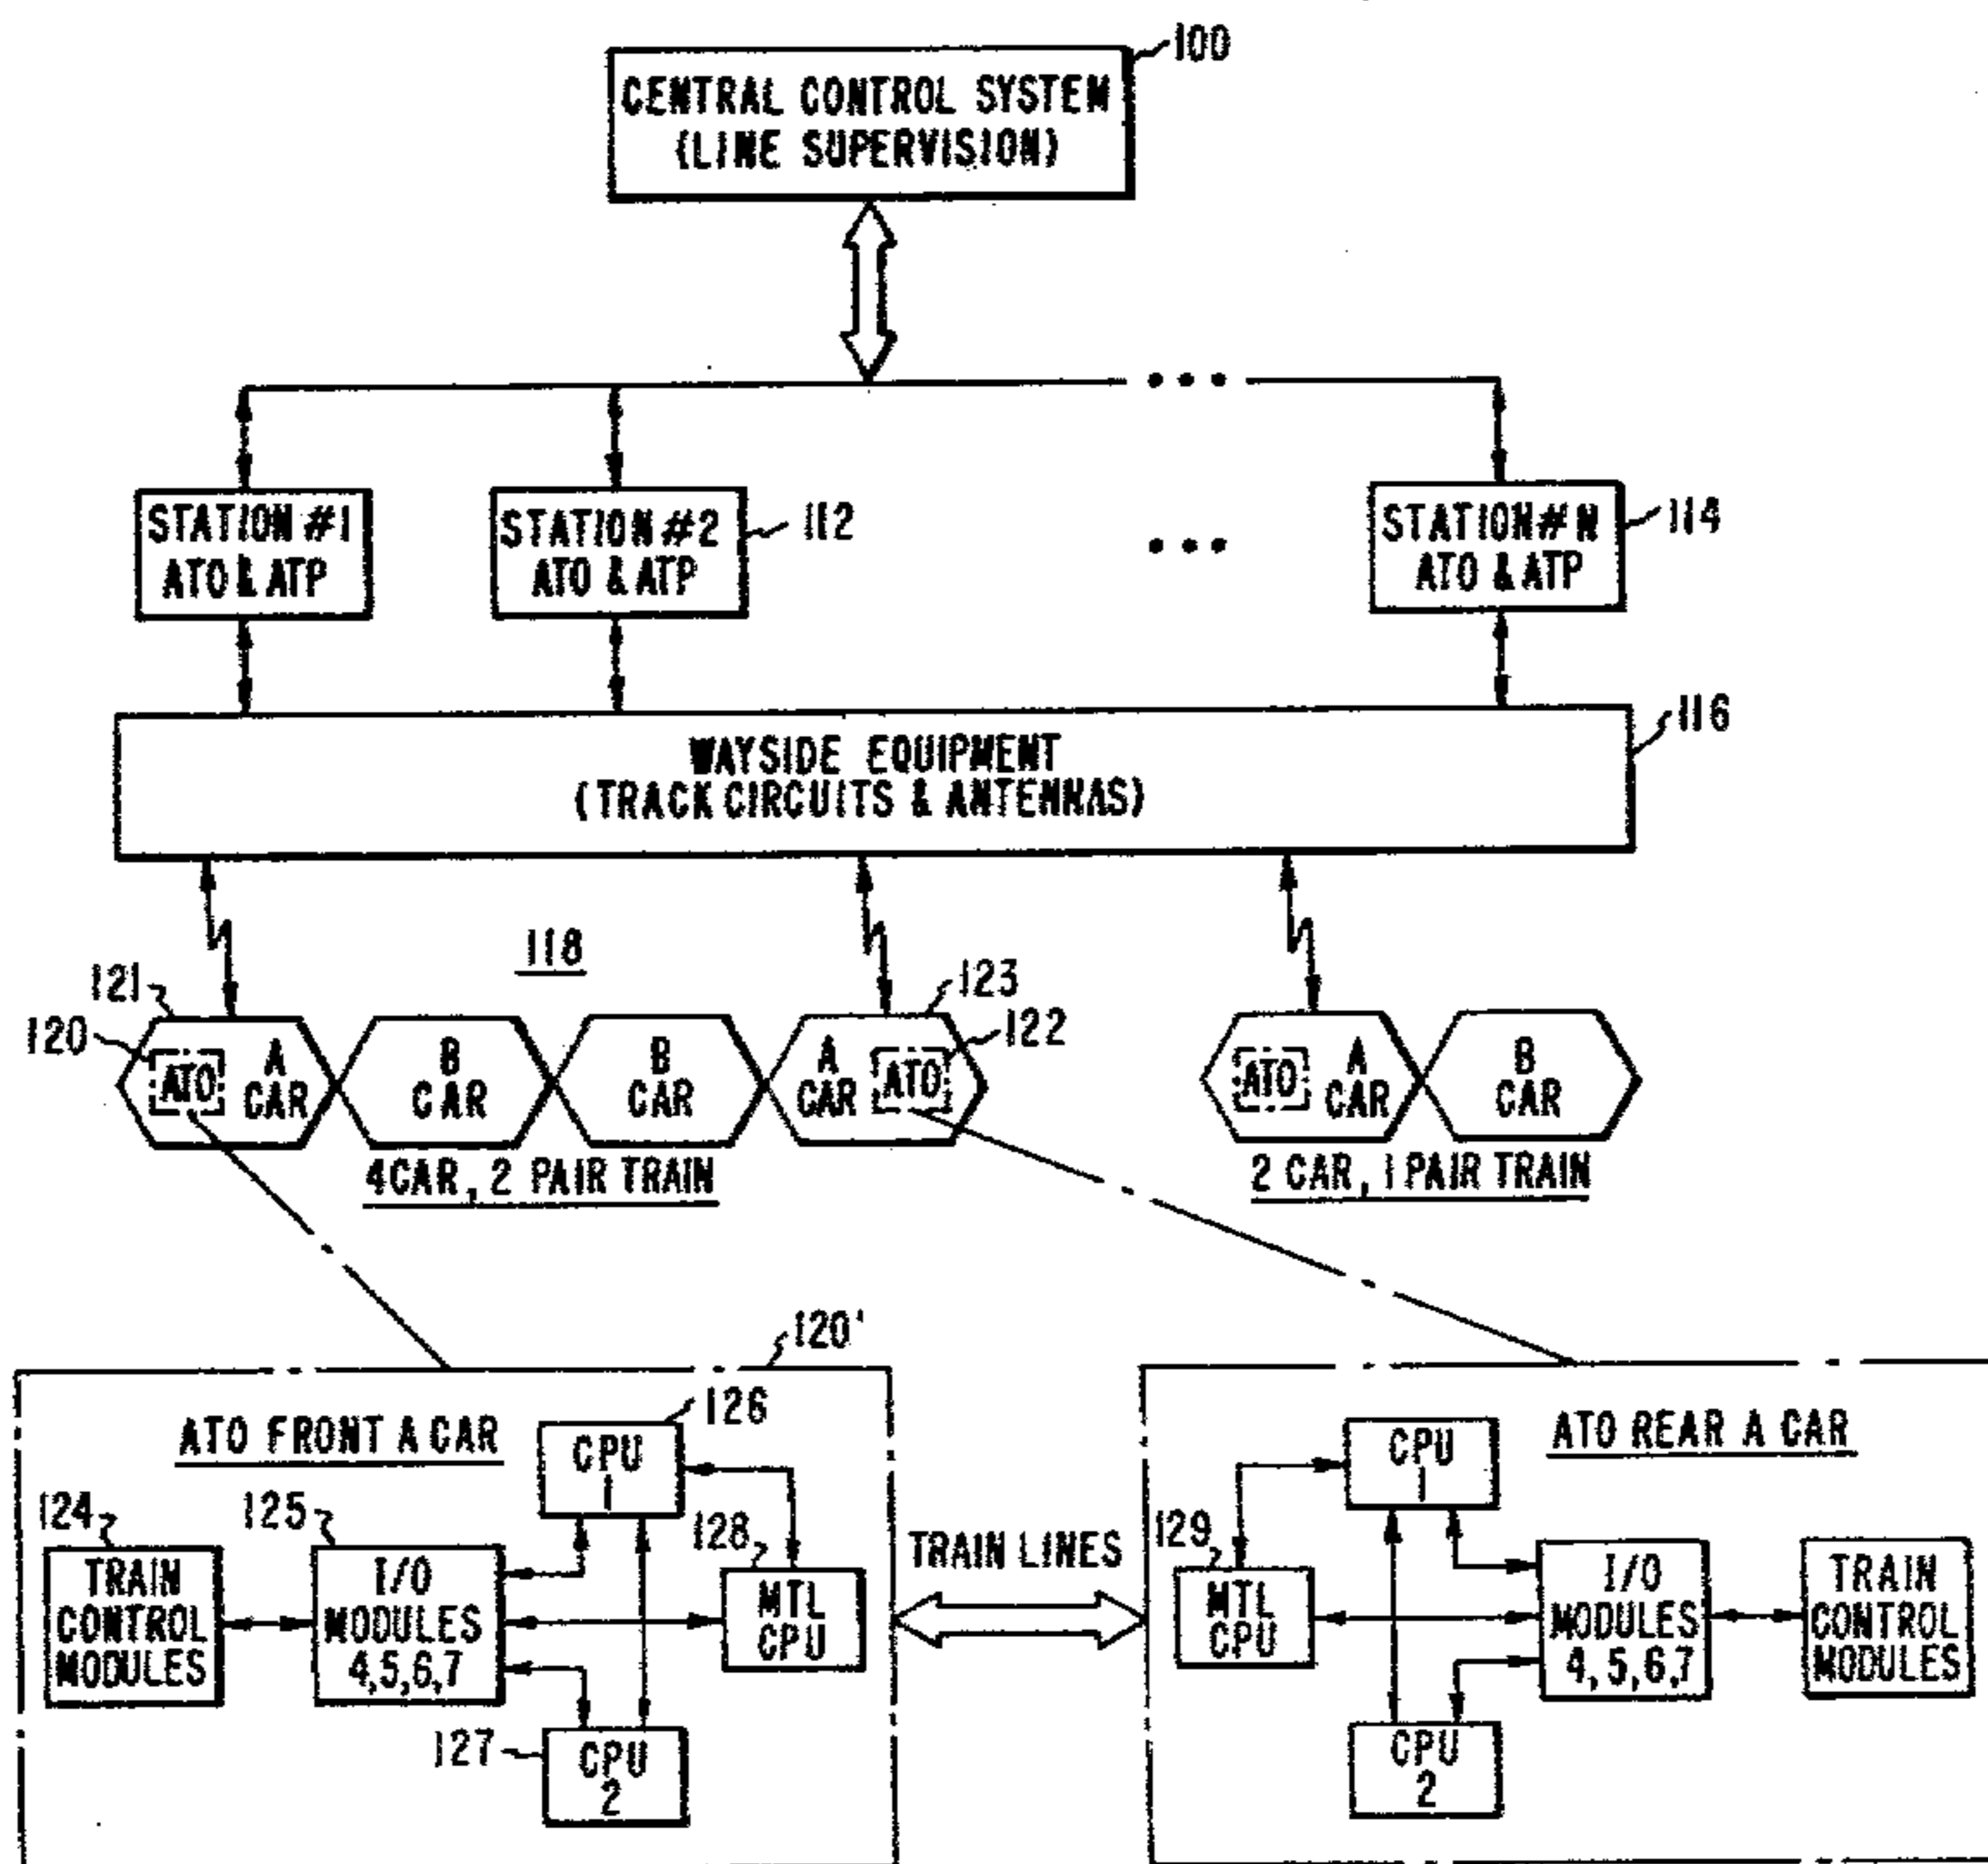 100
CENTRAL CONTROL SYSTEM
(LINE SUPERVISION)
STATION #1
ATO & ATP
STATION #2
ATO & ATP
112
STATION # N
ATO & ATP
114
116
WAYSIDE EQUIPMENT
(TRACK CIRCUITS & ANTENNAS)
118
121
120
ATO
A
CAR
B
CAR
B
CAR
A
CAR
ATO
123
122
ATO
A
CAR
B
CAR
4 CAR, 2 PAIR TRAIN
2 CAR, 1 PAIR TRAIN
120'
ATO FRONT A CAR
126
CPU
1
124
TRAIN
CONTROL
MODULES
125
I/O
MODULES
4,5,6,7
128
MTL
CPU
127
CPU
2
TRAIN LINES
ATO REAR A CAR
CPU
1
129
MTL
CPU
I/O
MODULES
4,5,6,7
TRAIN
CONTROL
MODULES
CPU
2